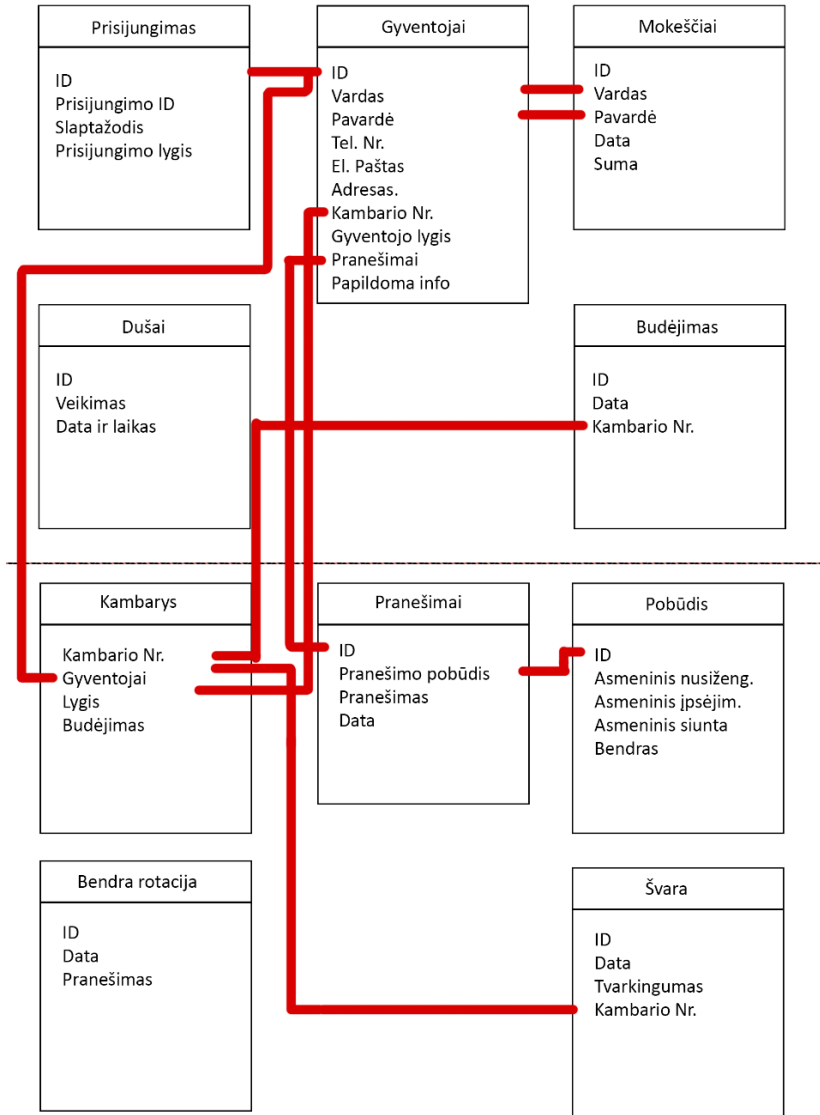 Prisijungimas
ID
Prisijungimo ID
Slaptažodis
Prisijungimo lygis
Gyventojai
ID
Vardas
Pavardė
Tel. Nr.
El. Paštas
Adresas.
Kambario Nr.
Gyventojo lygis
Pranešimai
Papildoma info
Mokeščiai
ID
Vardas
Pavardė
Data
Suma
Dušai
ID
Veikimas
Data ir laikas
Budėjimas
ID
Data
Kambario Nr.
Kambarys
Kambario Nr.
Gyventojai
Lygis
Budėjimas
Pranešimai
ID
Pranešimo pobūdis
Pranešimas
Data
Pobūdis
ID
Asmeninis nusiženg.
Asmeninis įpsėjim.
Asmeninis siunta
Bendras
Bendra rotacija
ID
Data
Pranešimas
Švara
ID
Data
Tvarkingumas
Kambario Nr.